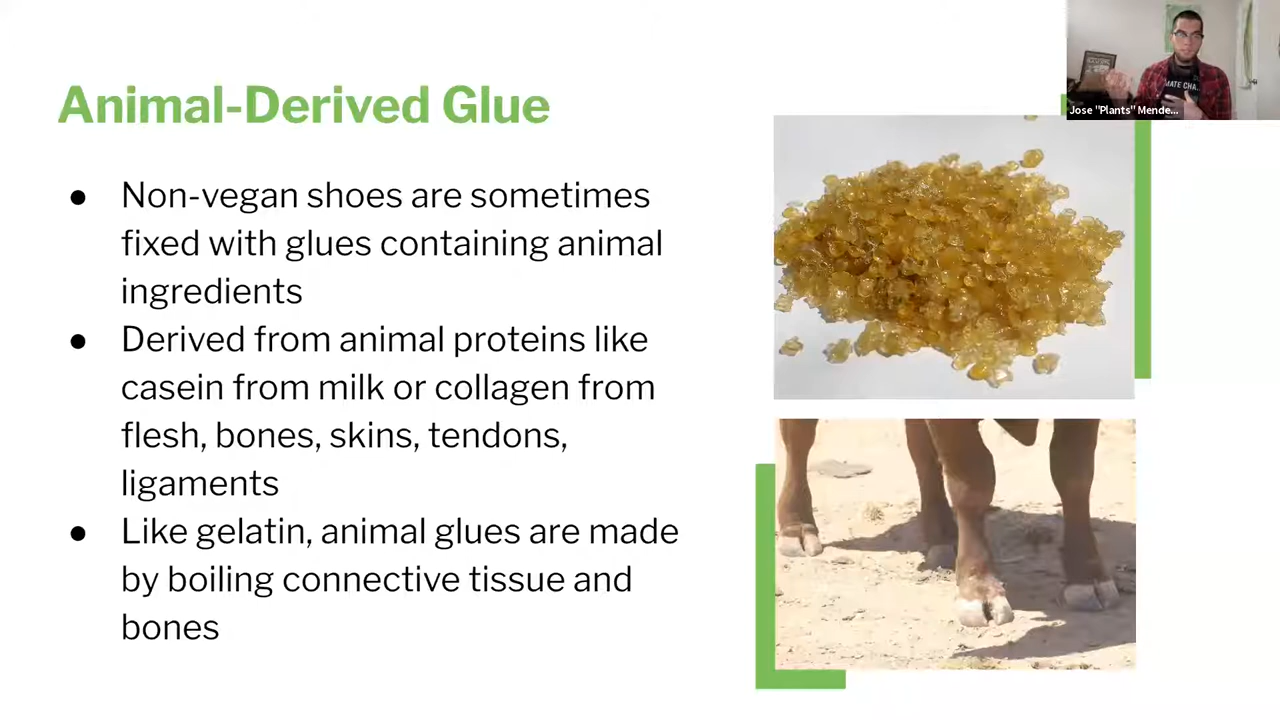 Animal-Derived Glue
● Non-vegan shoes are sometimes
fixed with glues containing animal
ingredients
● Derived from animal proteins like
casein from milk or collagen from
flesh, bones, skins, tendons,
ligaments
● Like gelatin, animal glues are made
by boiling connective tissue and
bones
MATE CHA...
Jose "Plants" Mende...